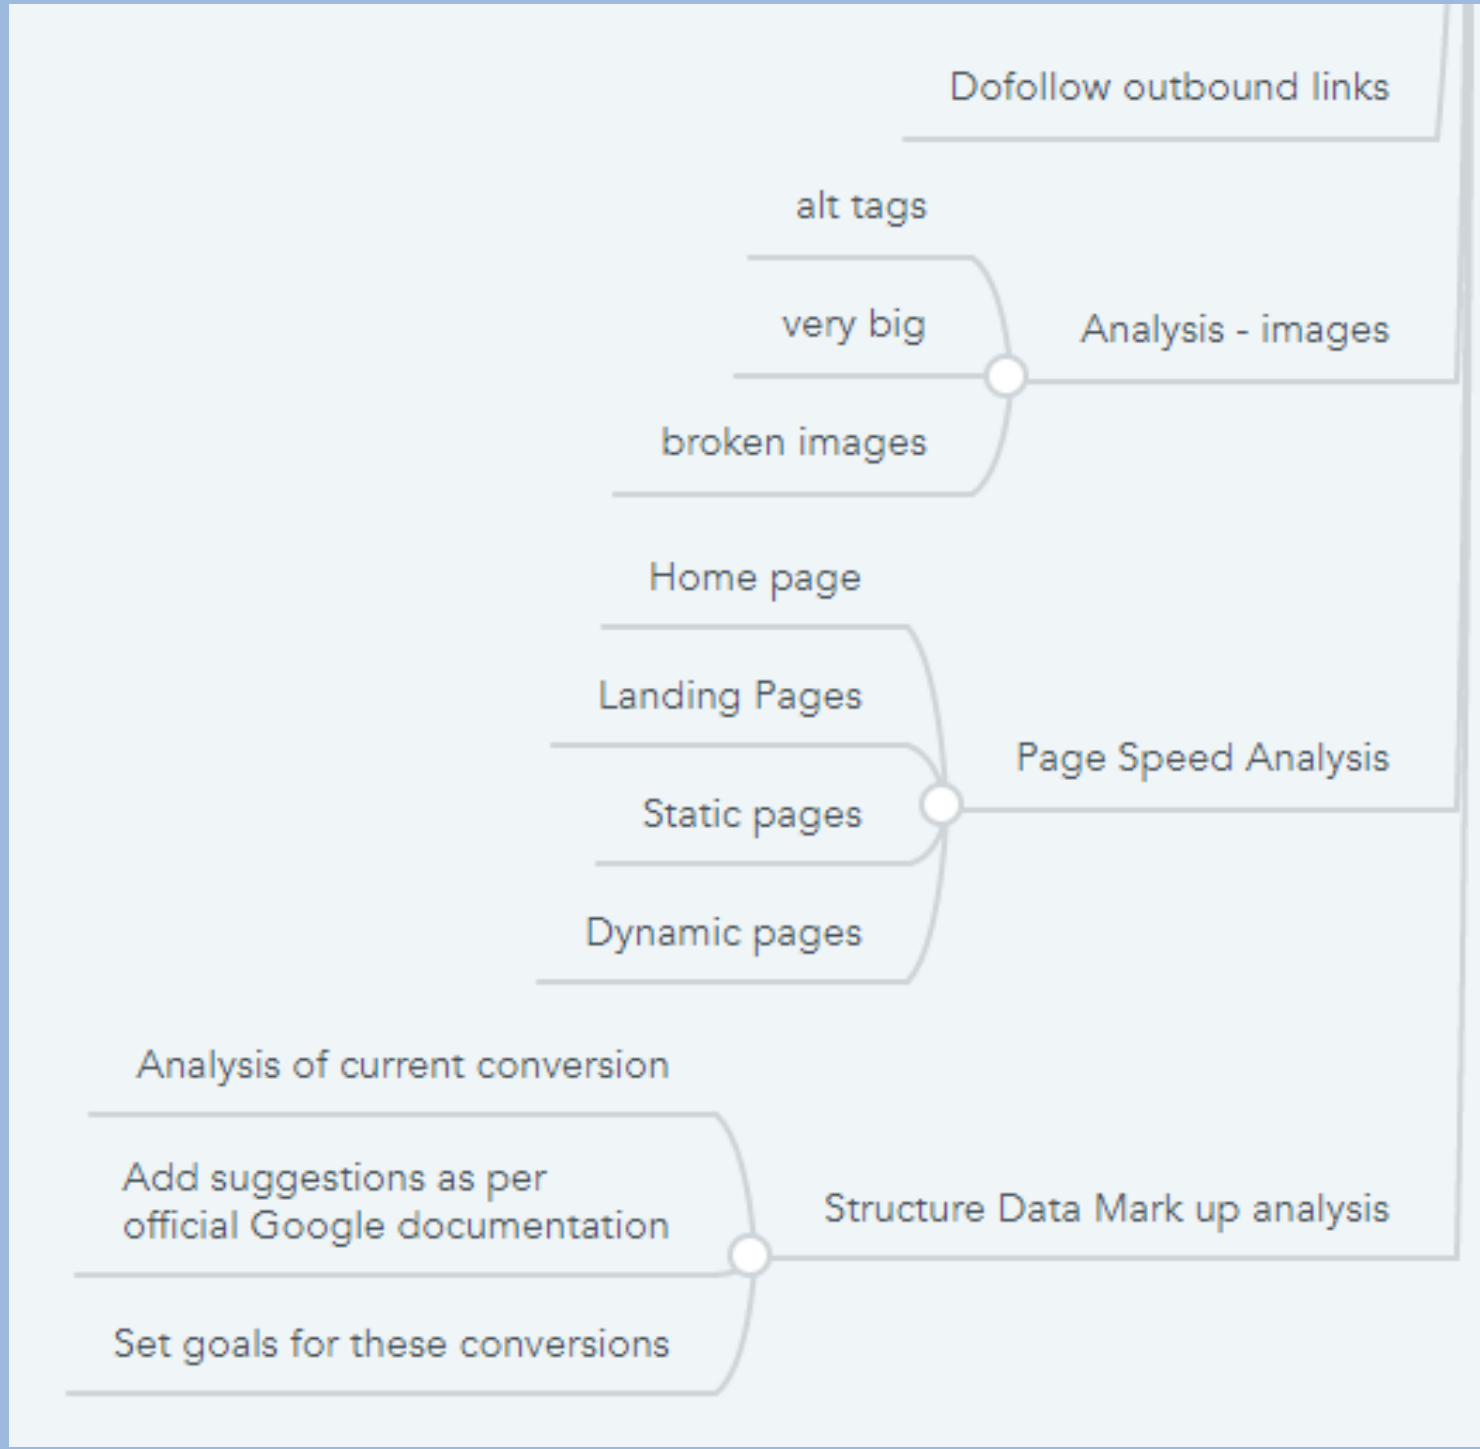 Dofollow outbound links
alt tags
very big
Analysis - images
broken images
Home page
Landing Pages
Page Speed Analysis
Static pages
Dynamic pages
Analysis of current conversion
Add suggestions as per
official Google documentation
Structure Data Mark up analysis
Set goals for these conversions